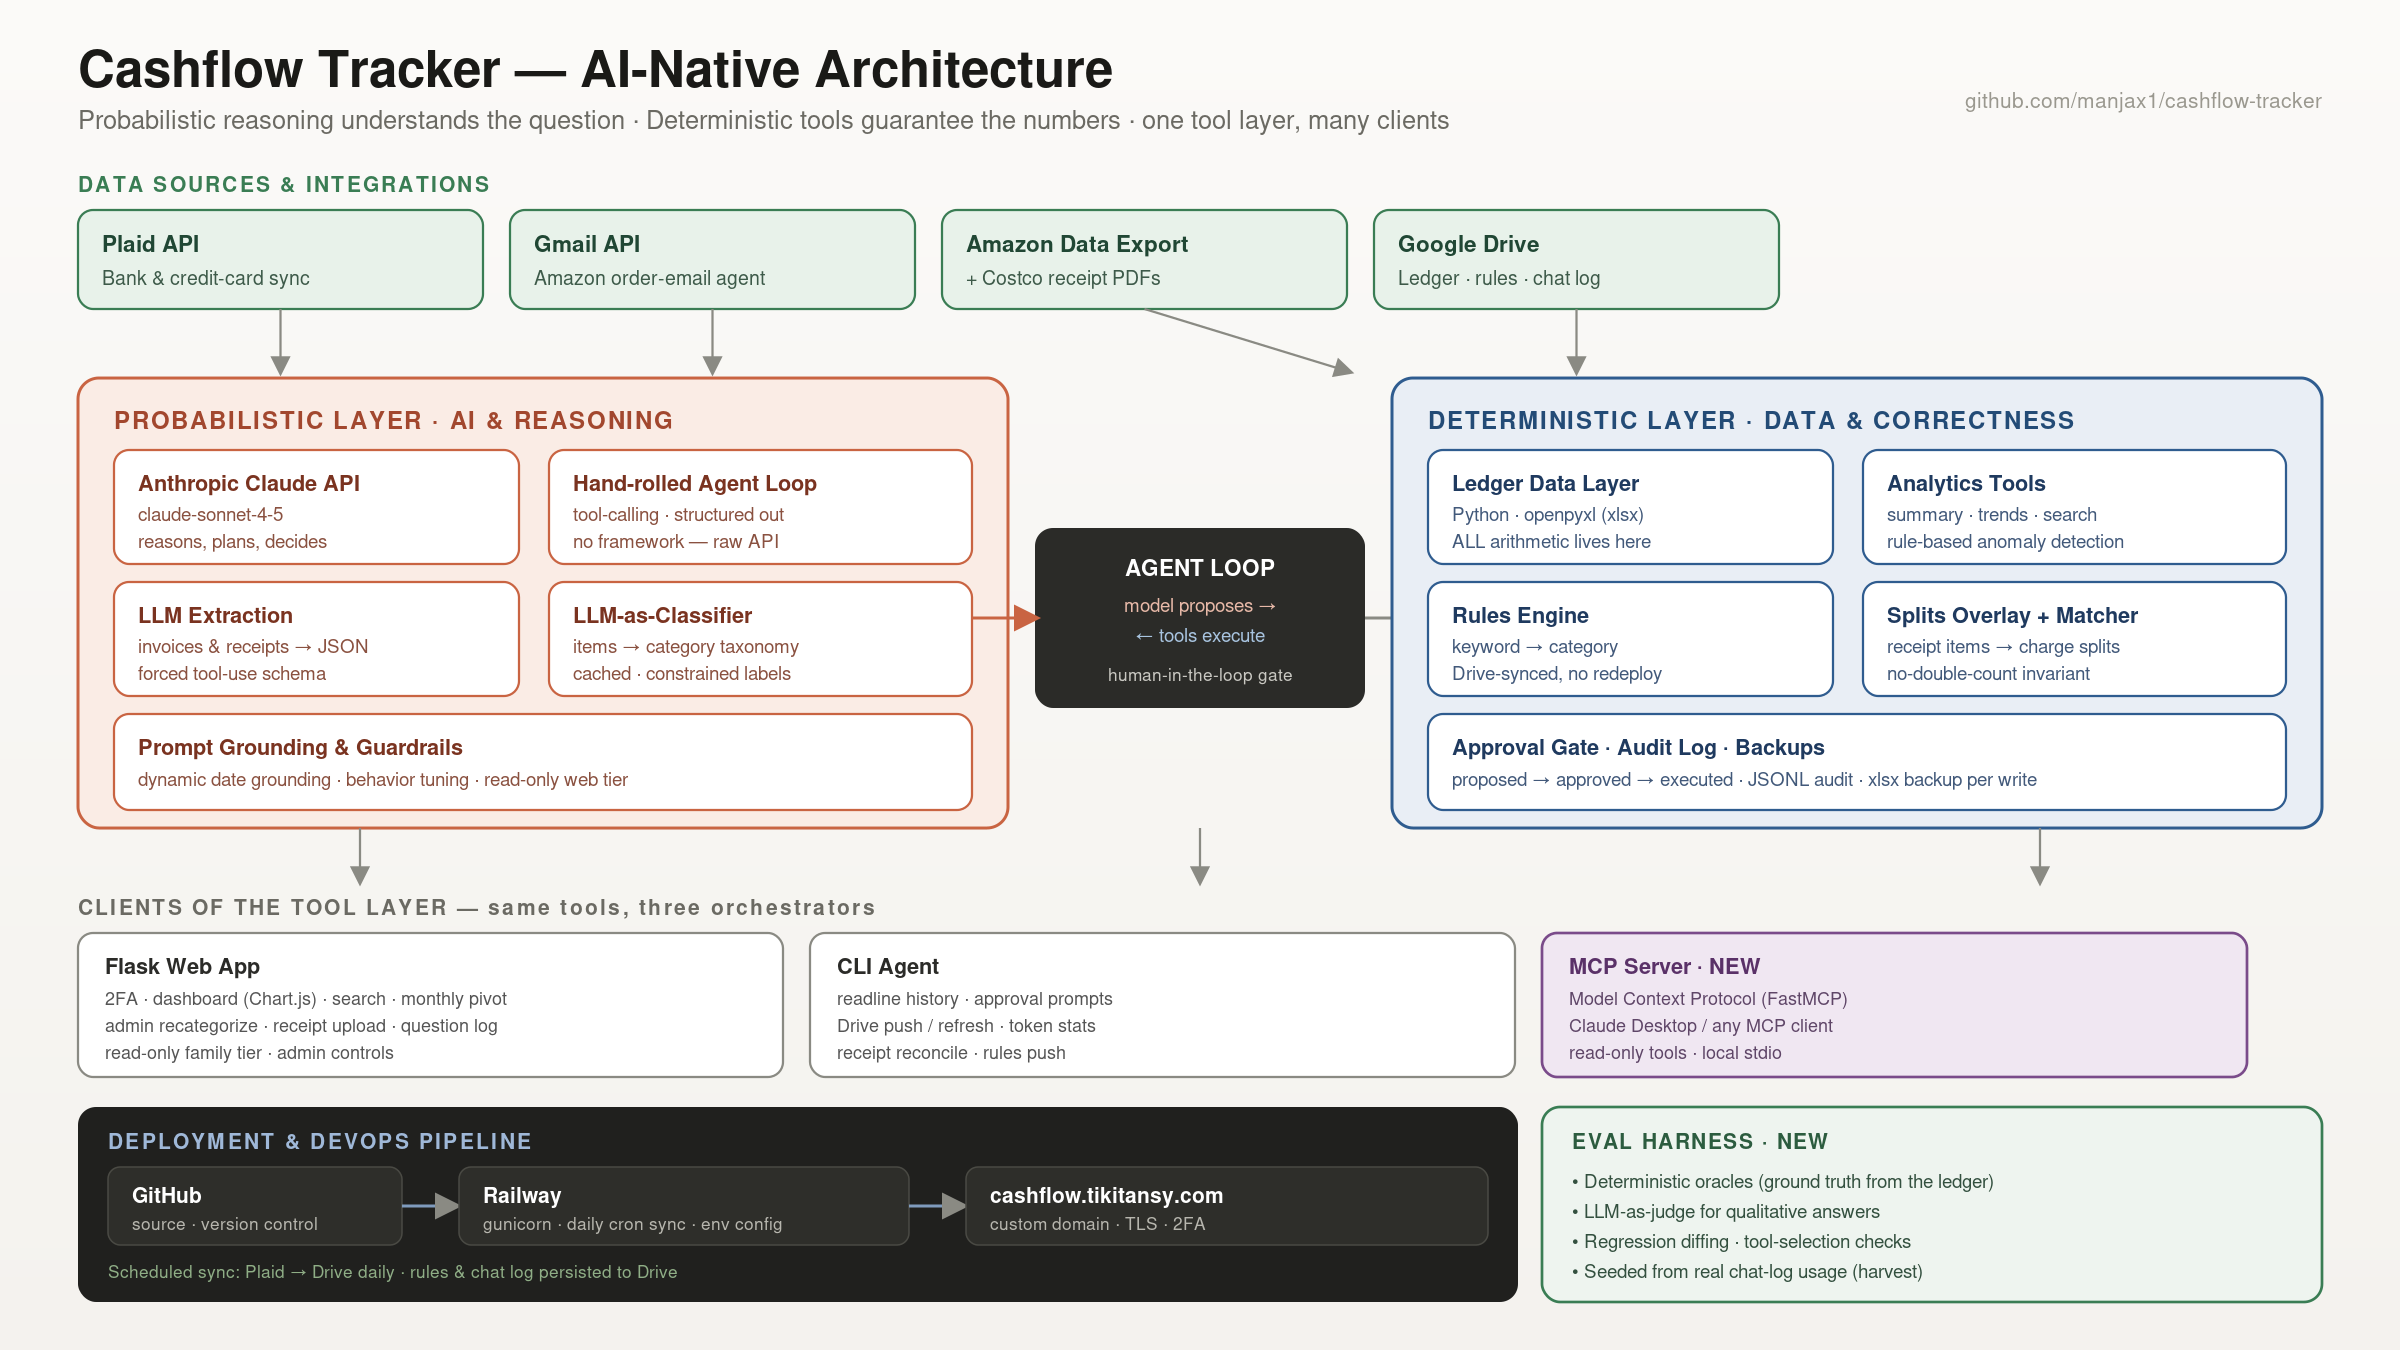 Cashflow Tracker — AI-Native Architecture
Probabilistic reasoning understands the question · Deterministic tools guarantee the numbers · one tool layer, many clients
github.com/manjax1/cashflow-tracker
DATA SOURCES & INTEGRATIONS
Plaid API
Bank & credit-card sync
Gmail API
Amazon order-email agent
Amazon Data Export
+ Costco receipt PDFs
Google Drive
Ledger · rules · chat log
PROBABILISTIC LAYER · AI & REASONING
Anthropic Claude API
claude-sonnet-4-5
reasons, plans, decides
Hand-rolled Agent Loop
tool-calling · structured out
no framework — raw API
LLM Extraction
invoices & receipts → JSON
forced tool-use schema
LLM-as-Classifier
items → category taxonomy
cached · constrained labels
Prompt Grounding & Guardrails
dynamic date grounding · behavior tuning · read-only web tier
AGENT LOOP
model proposes →
← tools execute
human-in-the-loop gate
DETERMINISTIC LAYER · DATA & CORRECTNESS
Ledger Data Layer
Python · openpyxl (xlsx)
ALL arithmetic lives here
Analytics Tools
summary · trends · search
rule-based anomaly detection
Rules Engine
keyword → category
Drive-synced, no redeploy
Splits Overlay + Matcher
receipt items → charge splits
no-double-count invariant
Approval Gate · Audit Log · Backups
proposed → approved → executed · JSONL audit · xlsx backup per write
CLIENTS OF THE TOOL LAYER — same tools, three orchestrators
Flask Web App
2FA · dashboard (Chart.js) · search · monthly pivot
admin recategorize · receipt upload · question log
read-only family tier · admin controls
CLI Agent
readline history · approval prompts
Drive push / refresh · token stats
receipt reconcile · rules push
MCP Server · NEW
Model Context Protocol (FastMCP)
Claude Desktop / any MCP client
read-only tools · local stdio
DEPLOYMENT & DEVOPS PIPELINE
GitHub
source · version control
Railway
gunicorn · daily cron sync · env config
cashflow.tikitansy.com
custom domain · TLS · 2FA
Scheduled sync: Plaid → Drive daily · rules & chat log persisted to Drive
EVAL HARNESS · NEW
• Deterministic oracles (ground truth from the ledger)
• LLM-as-judge for qualitative answers
• Regression diffing · tool-selection checks
• Seeded from real chat-log usage (harvest)